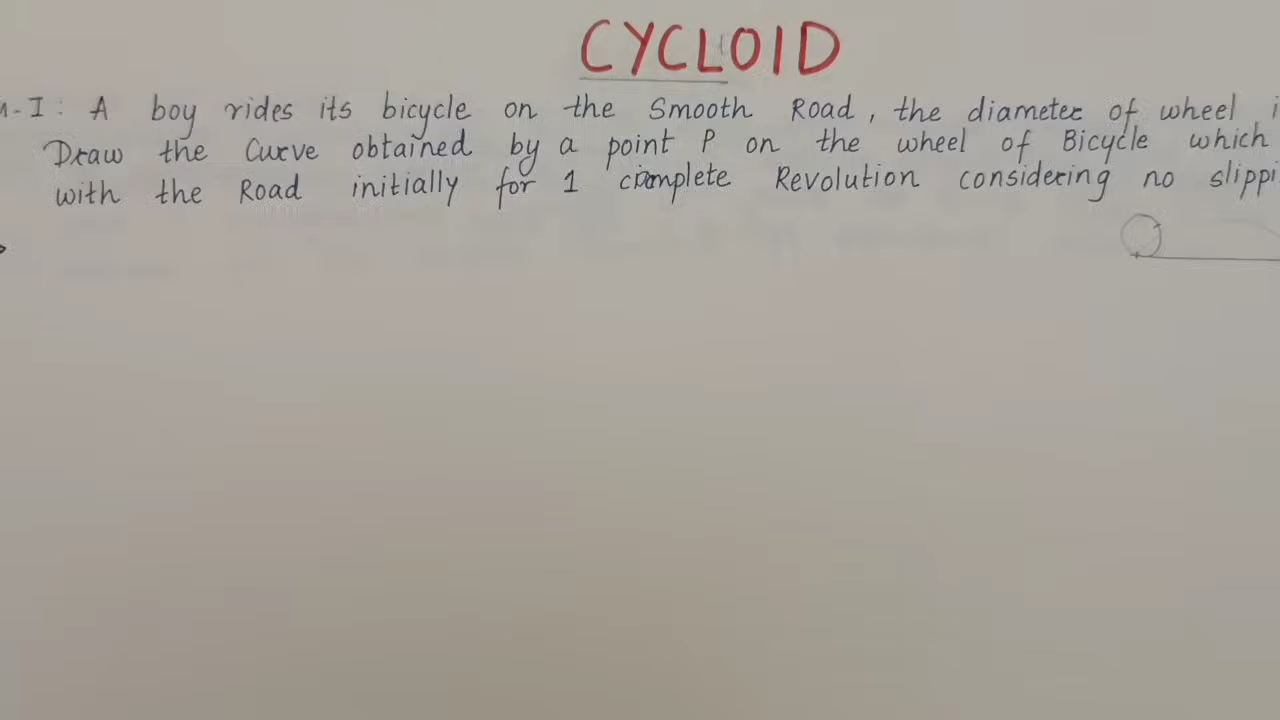 CYCLOID
-I: A boy rides its bicycle on the Smooth Road, the diameter of wheel
Draw the Curve obtained by a point P on the wheel of Bicycle which
with the Road initially for 1 complete Revolution considering no slippi